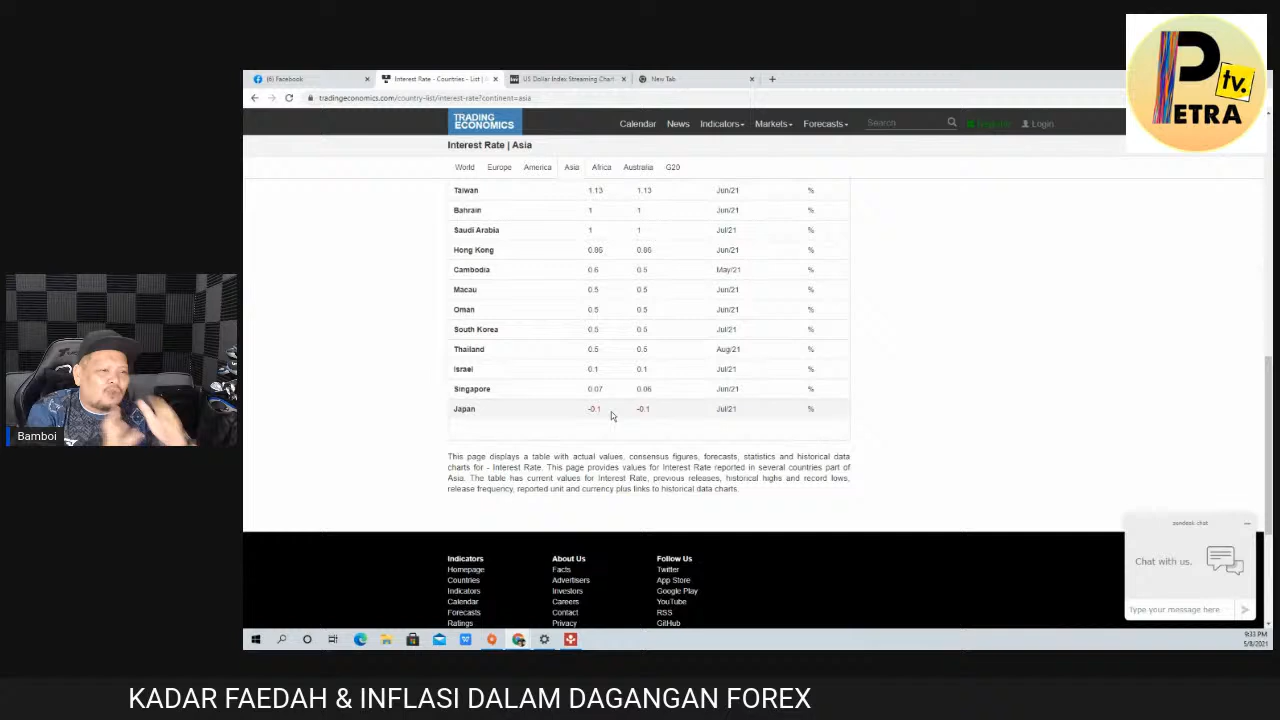 P tv.
ETRA
(6) Facebook
Interest Rate - Countries - List |
US Dollar Index Streaming Chart
New Tab
tradingeconomics.com/country-list/interest-rate?continent=asia
TRADING
ECONOMICS
Calendar News Indicators Markets Forecasts Search Register Login
Interest Rate | Asia
World Europe America Asia Africa Australia G20
Taiwan 1.13 1.13 Jun/21 %
Bahrain 1 1 Jun/21 %
Saudi Arabia 1 1 Jul/21 %
Hong Kong 0.86 0.86 Jun/21 %
Cambodia 0.6 0.5 May/21 %
Macau 0.5 0.5 Jun/21 %
Oman 0.5 0.5 Jun/21 %
South Korea 0.5 0.5 Jul/21 %
Thailand 0.5 0.5 Aug/21 %
Israel 0.1 0.1 Jul/21 %
Singapore 0.07 0.06 Jun/21 %
Japan -0.1 -0.1 Jul/21 %
Bamboi
This page displays a table with actual values, consensus figures, forecasts, statistics and historical data
charts for - Interest Rate. This page provides values for Interest Rate reported in several countries part of
Asia. The table has current values for Interest Rate, previous releases, historical highs and record lows,
release frequency, reported unit and currency plus links to historical data charts.
zendesk chat
Chat with us.
Type your message here
Indicators About Us Follow Us
Homepage Facts Twitter
Countries Advertisers App Store
Indicators Investors Google Play
Calendar Careers YouTube
Forecasts Contact RSS
Ratings Privacy GitHub
9:33 PM
5/8/2021
KADAR FAEDAH & INFLASI DALAM DAGANGAN FOREX